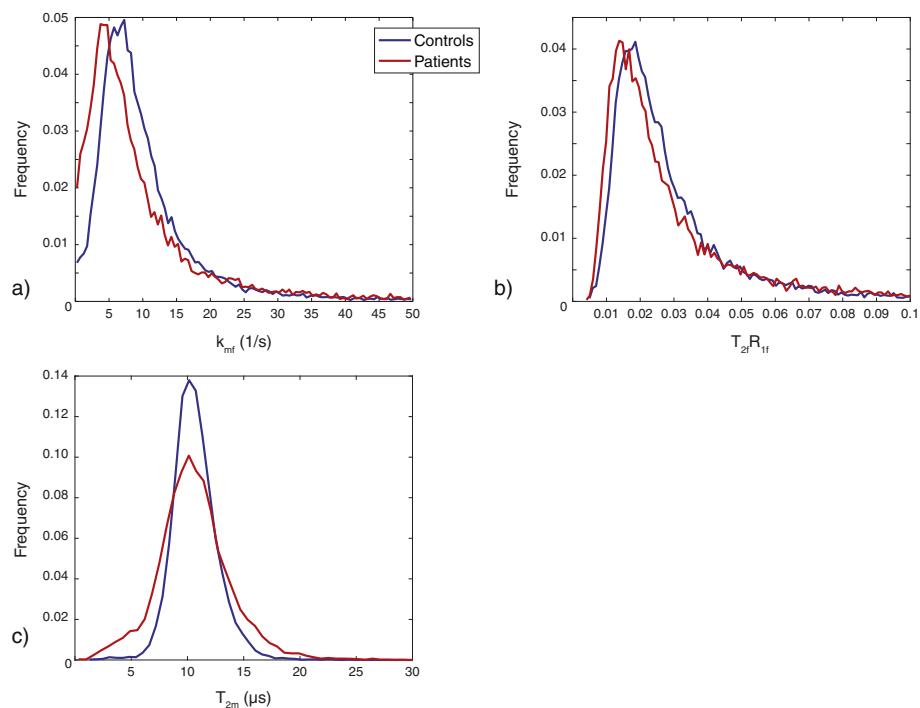 0.05
0.04
0.03
0.02
0.01
0
Frequency
a)
5 10 15 20 25 30 35 40 45 50
kmf (1/s)
Controls
Patients
0.04
0.03
0.02
0.01
0
Frequency
b)
0.01 0.02 0.03 0.04 0.05 0.06 0.07 0.08 0.09 0.1
T2fR1f
0.14
0.12
0.10
0.08
0.06
0.04
0.02
0
Frequency
c)
5 10 15 20 25 30
T2m (µs)